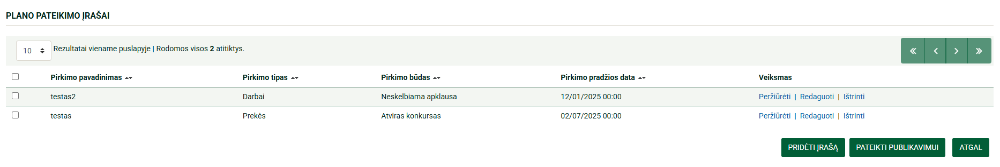 PLANO PATEIKIMO ĮRAŠAI
10 Rezultatai viename puslapyje | Rodomos visos 2 atitiktys.
Pirkimo pavadinimas Pirkimo tipas Pirkimo būdas Pirkimo pradžios data Veiksmas
testas2 Darbai Neskelbiama apklausa 12/01/2025 00:00 Peržiūrėti | Redaguoti | Ištrinti
testas Prekės Atviras konkursas 02/07/2025 00:00 Peržiūrėti | Redaguoti | Ištrinti
PRIDĖTI ĮRAŠĄ PATEIKTI PUBLIKAVIMUI ATGAL